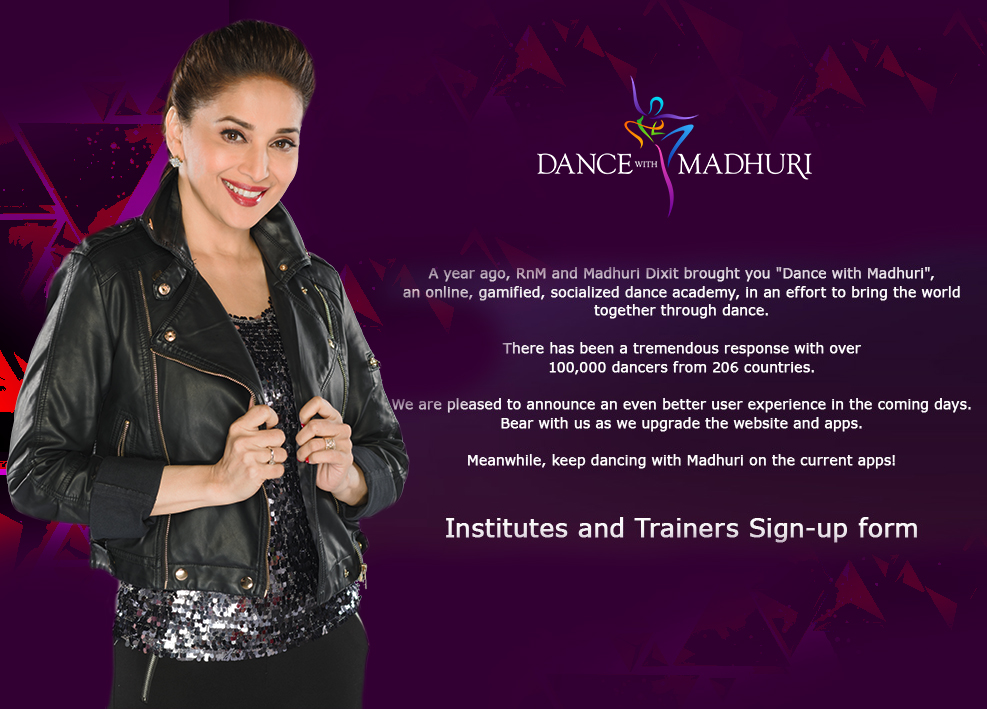 DANCE WITH MADHURI
A year ago, RnM and Madhuri Dixit brought you "Dance with Madhuri",
an online, gamified, socialized dance academy, in an effort to bring the world
together through dance.
There has been a tremendous response with over
100,000 dancers from 206 countries.
We are pleased to announce an even better user experience in the coming days.
Bear with us as we upgrade the website and apps.
Meanwhile, keep dancing with Madhuri on the current apps!
Institutes and Trainers Sign-up form